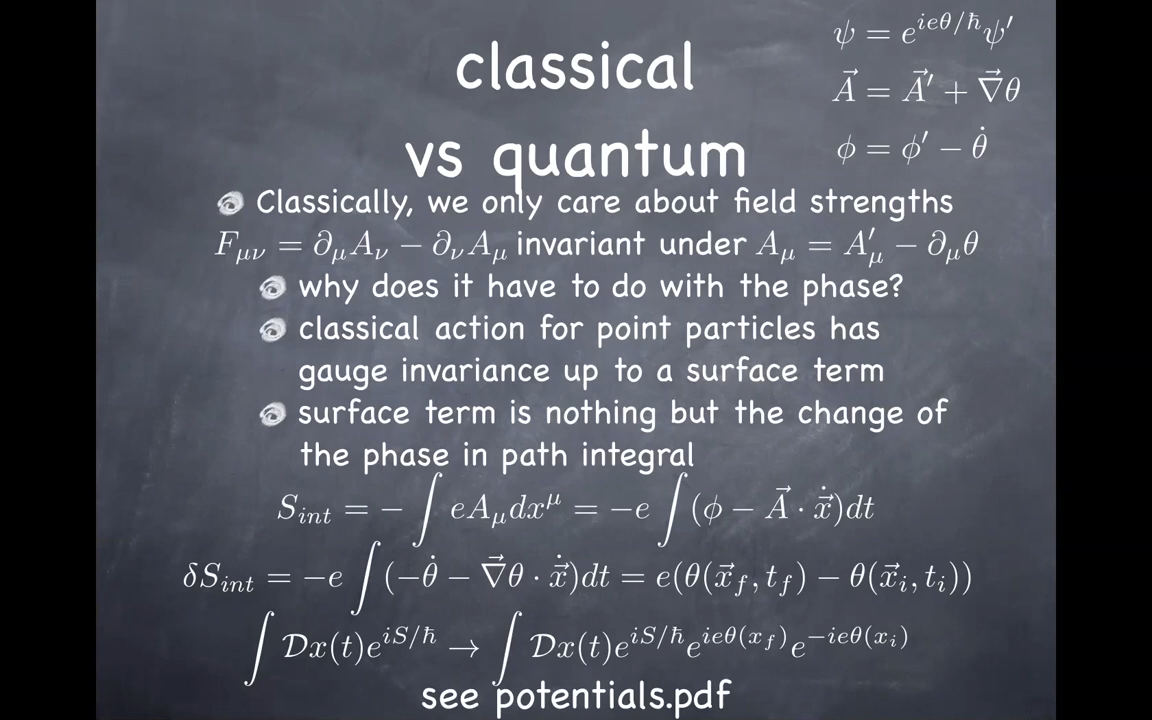 classical
vs quantum
ψ = e^{ieθ/ħ}ψ′
A⃗ = A⃗′ + ∇⃗θ
ϕ = ϕ′ − θ̇
Classically, we only care about field strengths
F_{μν} = ∂_μA_ν − ∂_νA_μ invariant under A_μ = A′_μ − ∂_μθ
why does it have to do with the phase?
classical action for point particles has
gauge invariance up to a surface term
surface term is nothing but the change of
the phase in path integral
S_{int} = − ∫ eA_μdx^μ = −e ∫(ϕ − A⃗ · ẋ⃗)dt
δS_{int} = −e ∫(−θ̇ − ∇⃗θ · ẋ⃗)dt = e(θ(x⃗_f, t_f) − θ(x⃗_i, t_i))
∫ 𝒟x(t)e^{iS/ħ} → ∫ 𝒟x(t)e^{iS/ħ}e^{ieθ(x_f)}e^{−ieθ(x_i)}
see potentials.pdf